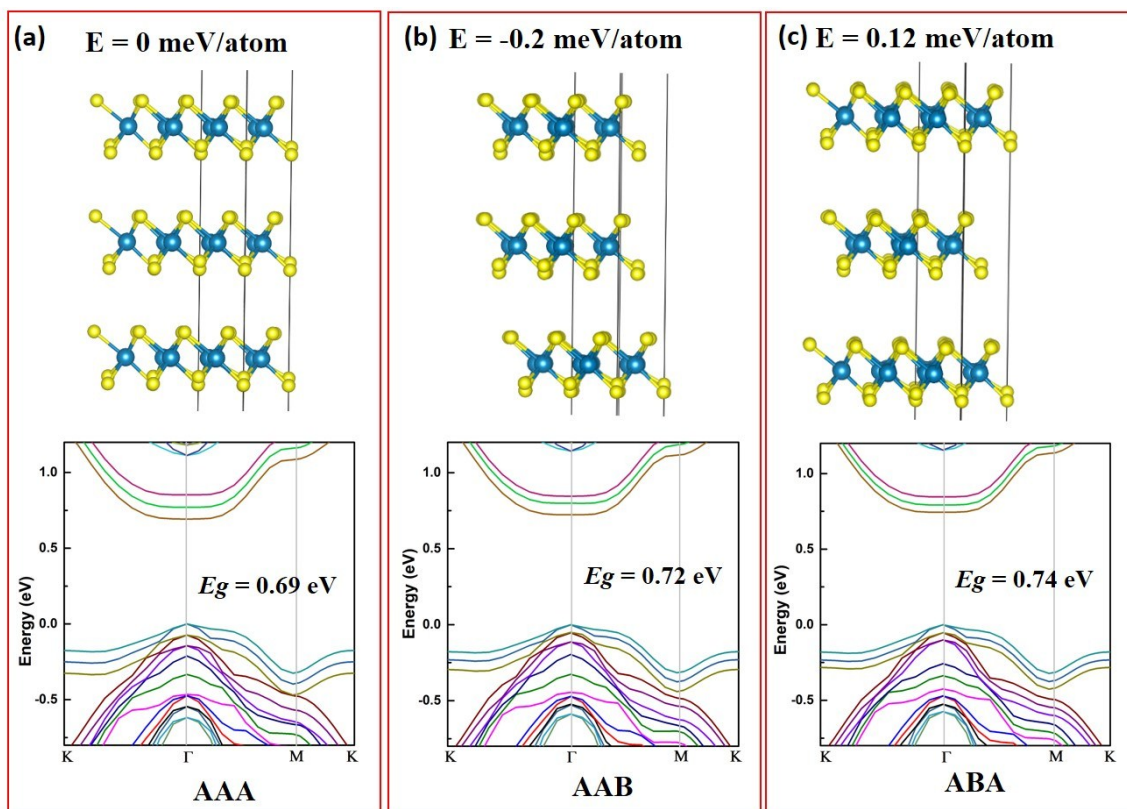 (a) E = 0 meV/atom
(b) E = -0.2 meV/atom
(c) E = 0.12 meV/atom
1.0
0.5
0.0
-0.5
Energy (eV)
Eg = 0.69 eV
K Γ M K
AAA
1.0
0.5
0.0
-0.5
Energy (eV)
Eg = 0.72 eV
K Γ M K
AAB
1.0
0.5
0.0
-0.5
Energy (eV)
Eg = 0.74 eV
K Γ M K
ABA